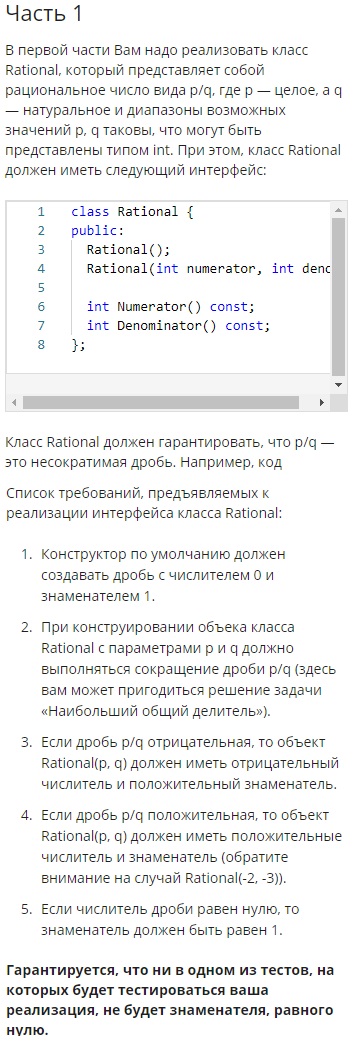 Часть 1
В первой части Вам надо реализовать класс
Rational, который представляет собой
рациональное число вида p/q, где p — целое, а q
— натуральное и диапазоны возможных
значений p, q таковы, что могут быть
представлены типом int. При этом, класс Rational
должен иметь следующий интерфейс:
1 class Rational {
2 public:
3 Rational();
4 Rational(int numerator, int deno
5
6 int Numerator() const;
7 int Denominator() const;
8 };
Класс Rational должен гарантировать, что p/q —
это несократимая дробь. Например, код
Список требований, предъявляемых к
реализации интерфейса класса Rational:
1. Конструктор по умолчанию должен
создавать дробь с числителем 0 и
знаменателем 1.
2. При конструировании объека класса
Rational с параметрами p и q должно
выполняться сокращение дроби p/q (здесь
вам может пригодиться решение задачи
«Наибольший общий делитель»).
3. Если дробь p/q отрицательная, то объект
Rational(p, q) должен иметь отрицательный
числитель и положительный знаменатель.
4. Если дробь p/q положительная, то объект
Rational(p, q) должен иметь положительные
числитель и знаменатель (обратите
внимание на случай Rational(-2, -3)).
5. Если числитель дроби равен нулю, то
знаменатель должен быть равен 1.
Гарантируется, что ни в одном из тестов, на
которых будет тестироваться ваша
реализация, не будет знаменателя, равного
нулю.